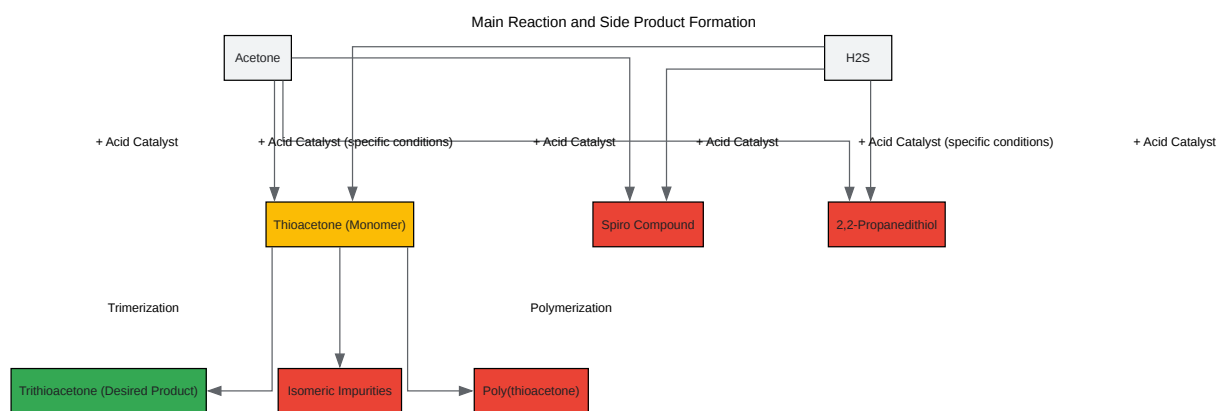 Main Reaction and Side Product Formation
Acetone
H2S
+ Acid Catalyst
+ Acid Catalyst (specific conditions)
+ Acid Catalyst
+ Acid Catalyst
+ Acid Catalyst (specific conditions)
+ Acid Catalyst
Thioacetone (Monomer)
Spiro Compound
2,2-Propanedithiol
Trimerization
Polymerization
Trithioacetone (Desired Product)
Isomeric Impurities
Poly(thioacetone)